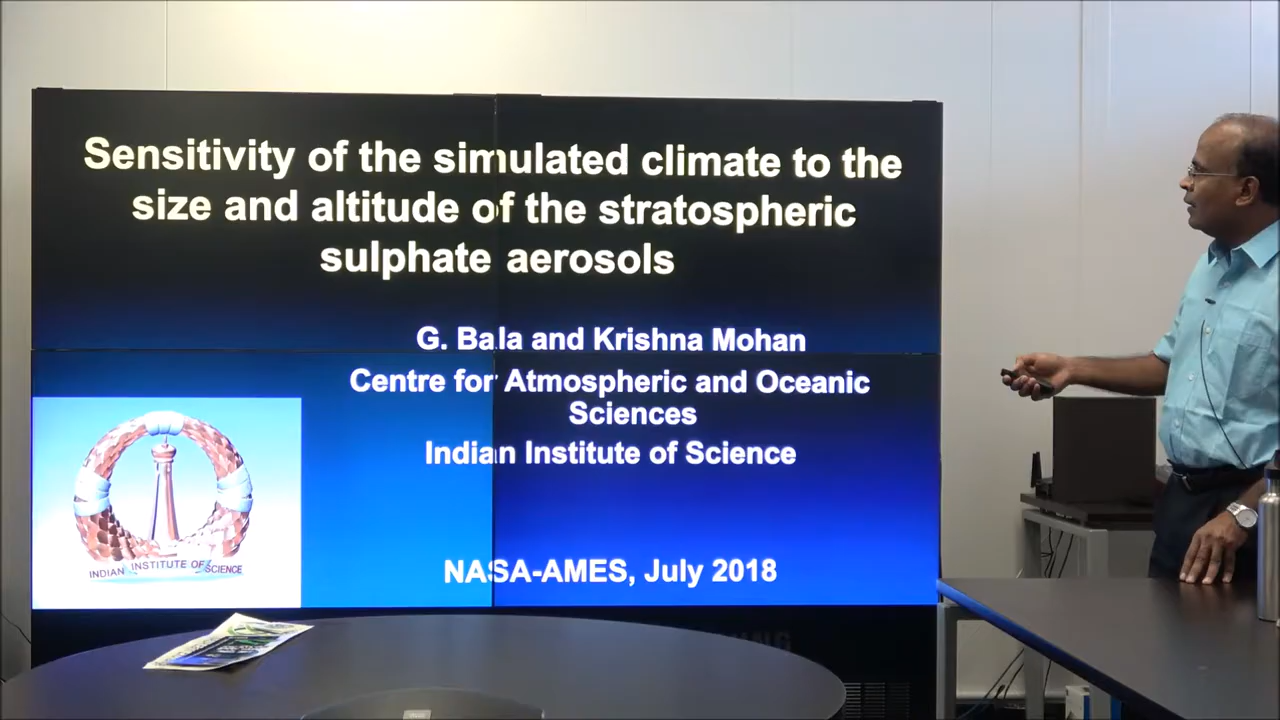 Sensitivity of the simulated climate to the
size and altitude of the stratospheric
sulphate aerosols
G. Bala and Krishna Mohan
Centre for Atmospheric and Oceanic
Sciences
Indian Institute of Science
INDIAN INSTITUTE OF SCIENCE
NASA-AMES, July 2018